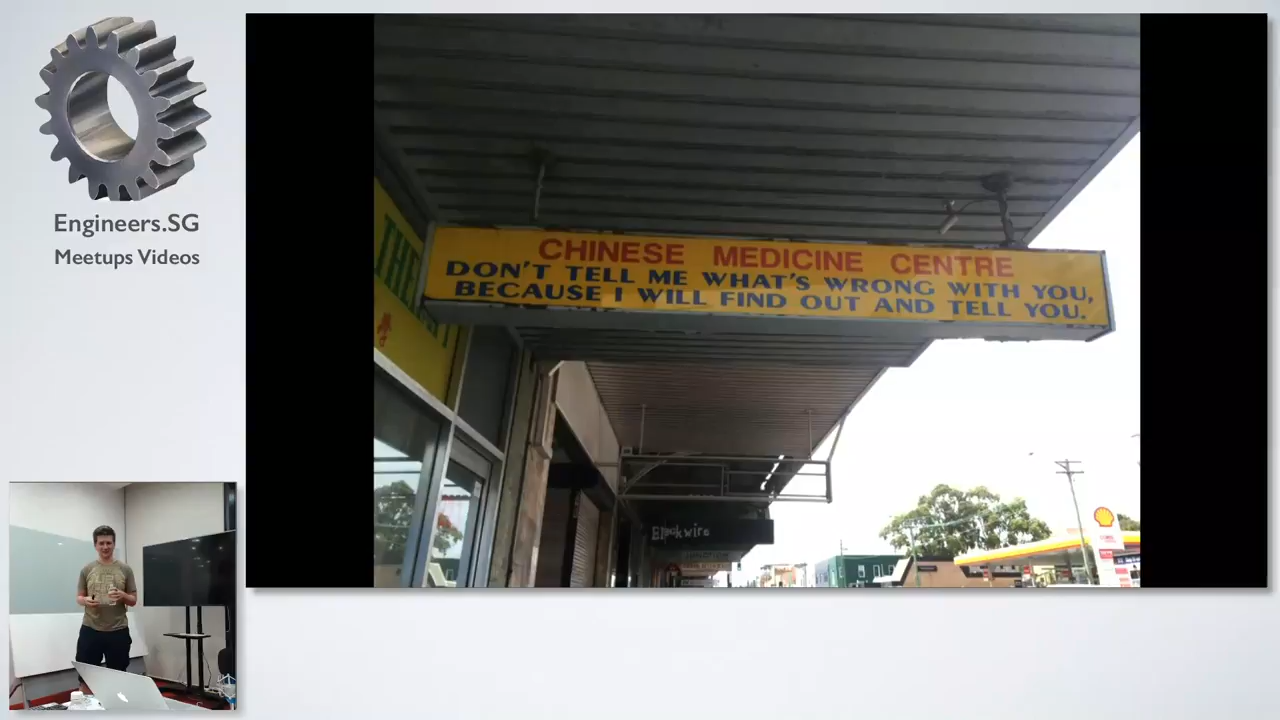 Engineers.SG
Meetups Videos
CHINESE MEDICINE CENTRE
DON'T TELL ME WHAT'S WRONG WITH YOU,
BECAUSE I WILL FIND OUT AND TELL YOU.
Blackwire